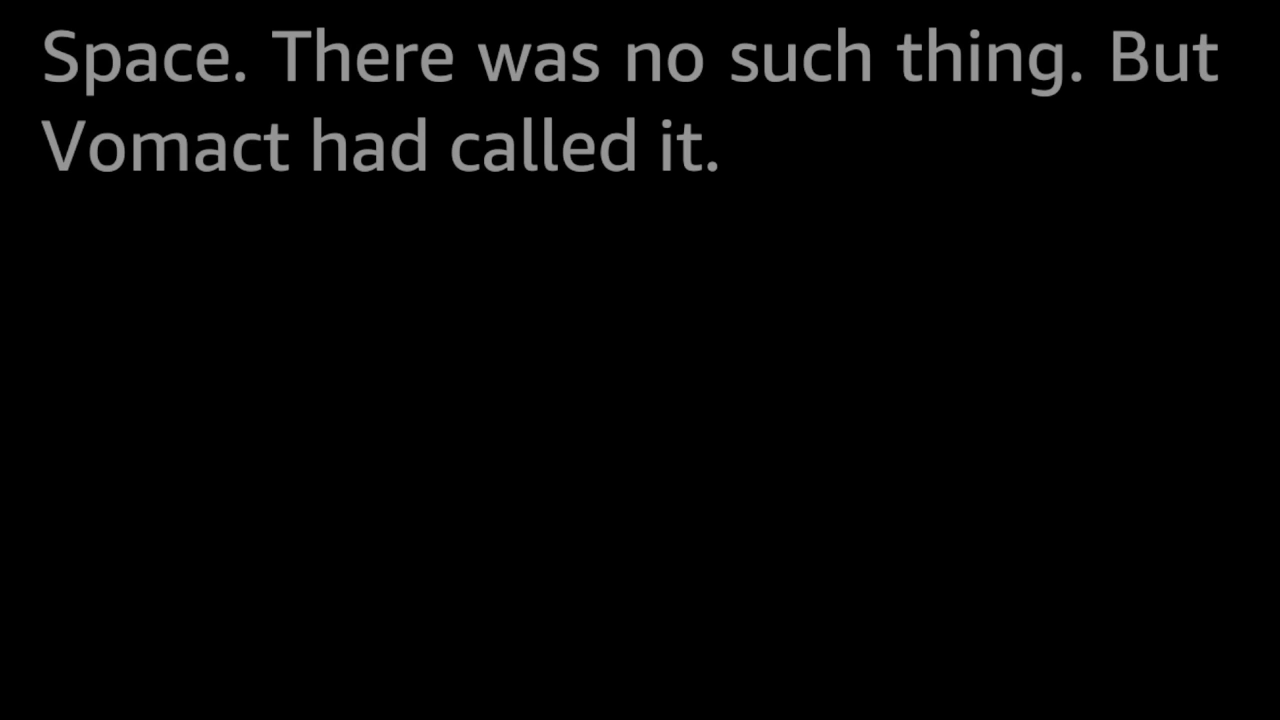 Space. There was no such thing. But
Vomact had called it.